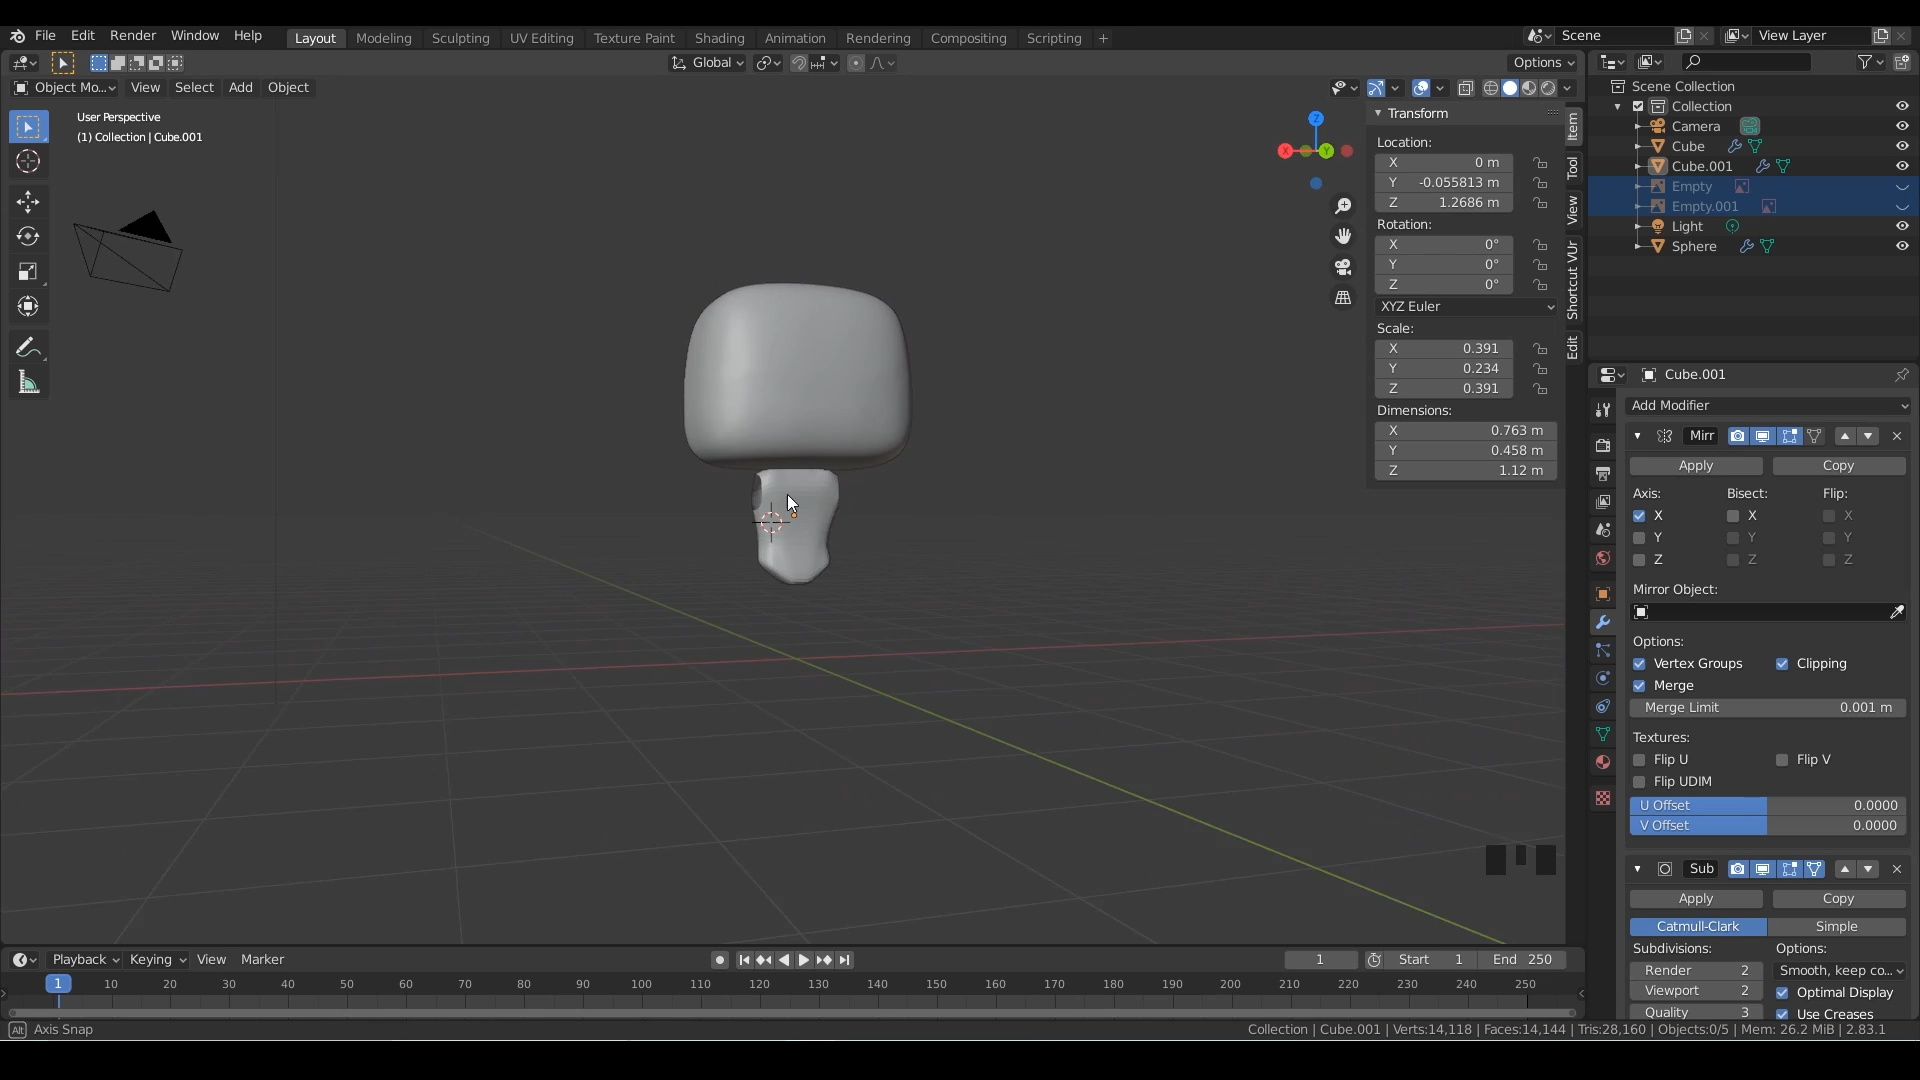 File Edit Render Window Help Layout Modeling Sculpting UV Editing Texture Paint Shading Animation Rendering Compositing Scripting + Scene View Layer
Global Options
Object Mo... View Select Add Object
User Perspective
(1) Collection | Cube.001
Z
X
Y
Transform
Location:
X 0 m
Y -0.055813 m
Z 1.2686 m
Rotation:
X 0°
Y 0°
Z 0°
XYZ Euler
Scale:
X 0.391
Y 0.234
Z 0.391
Dimensions:
X 0.763 m
Y 0.458 m
Z 1.12 m
Item
Tool
View
Shortcut VUr
Edit
Scene Collection
Collection
Camera
Cube
Cube.001
Empty
Empty.001
Light
Sphere
Cube.001
Add Modifier
Mirr
Apply Copy
Axis: Bisect: Flip:
X X X
Y Y Y
Z Z Z
Mirror Object:
Options:
Vertex Groups Clipping
Merge
Merge Limit 0.001 m
Textures:
Flip U Flip V
Flip UDIM
U Offset 0.0000
V Offset 0.0000
Sub
Apply Copy
Catmull-Clark Simple
Subdivisions: Options:
Render 2 Smooth, keep co...
Viewport 2 Optimal Display
Quality 3 Use Creases
Playback Keying View Marker 1 Start 1 End 250
1 10 20 30 40 50 60 70 80 90 100 110 120 130 140 150 160 170 180 190 200 210 220 230 240 250
Alt Axis Snap
Collection | Cube.001 | Verts:14,118 | Faces:14,144 | Tris:28,160 | Objects:0/5 | Mem: 26.2 MiB | 2.83.1